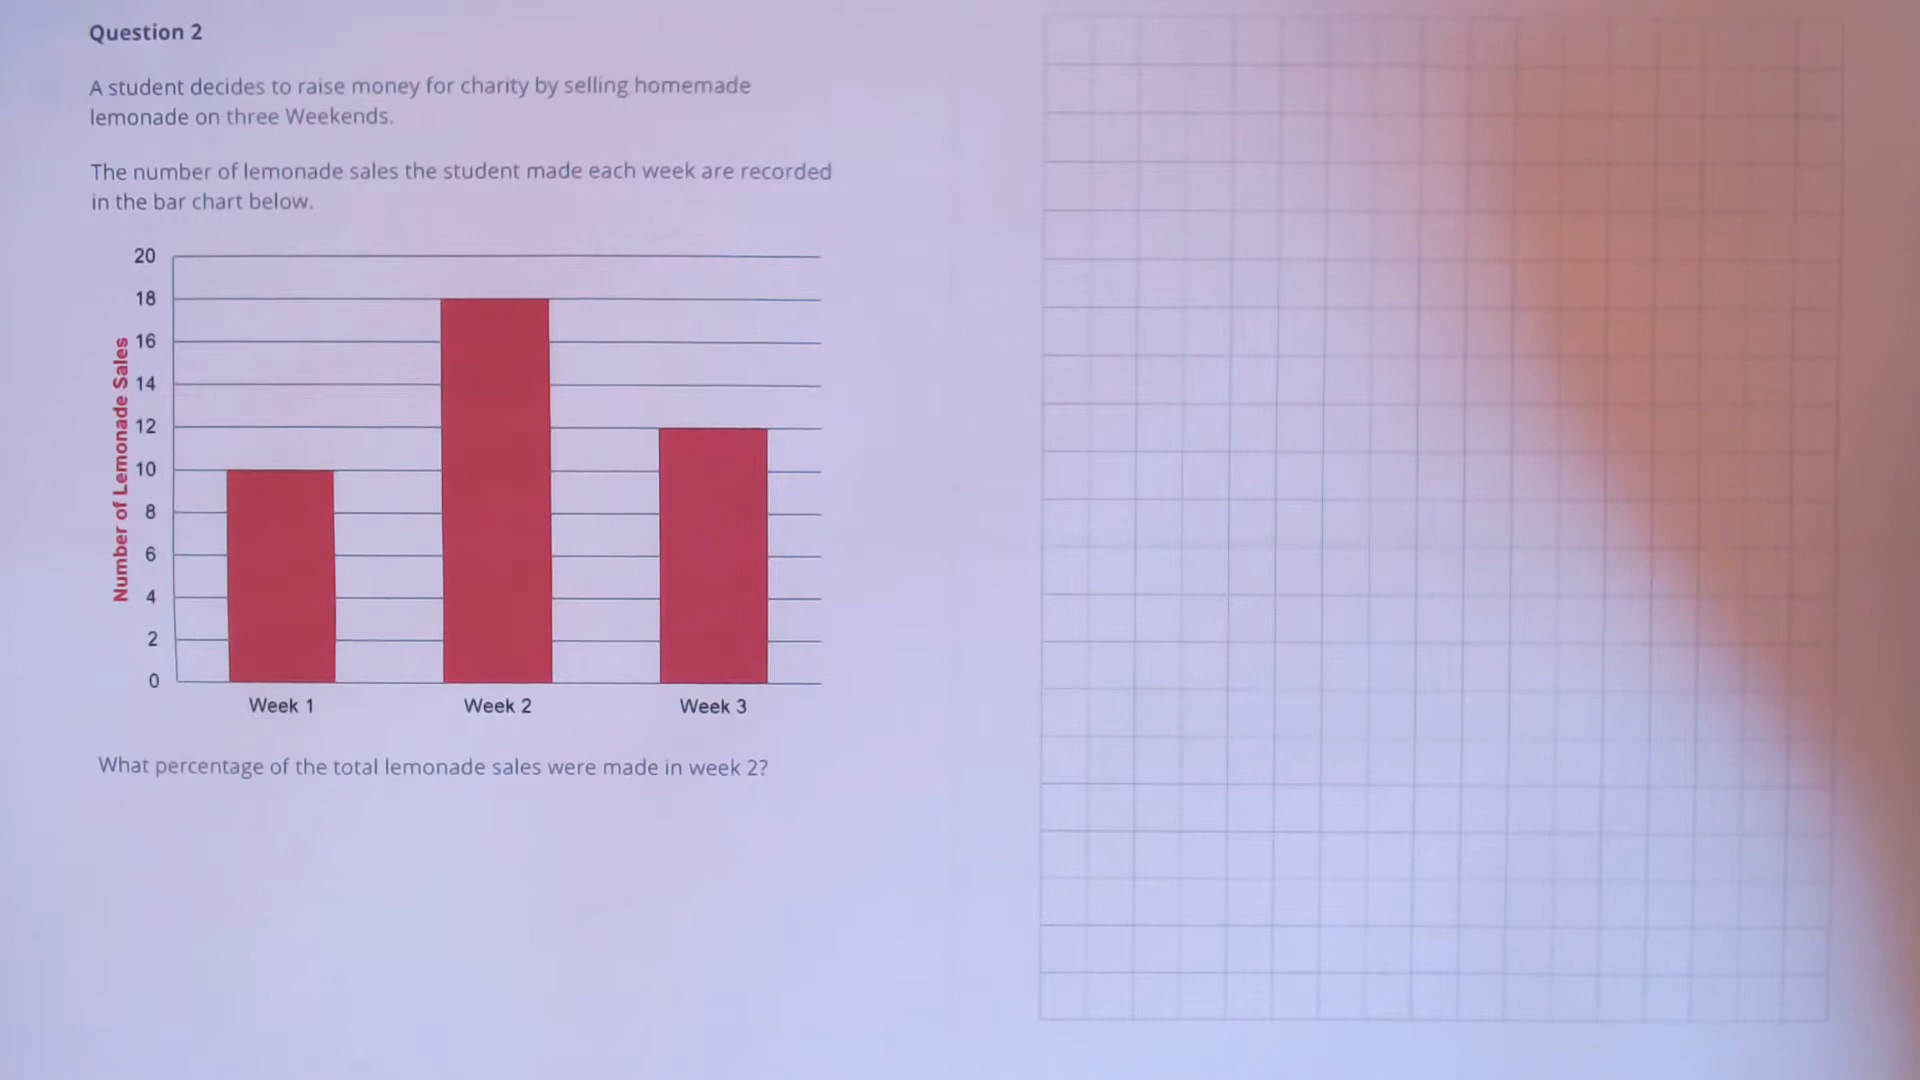 Question 2
A student decides to raise money for charity by selling homemade
lemonade on three Weekends.
The number of lemonade sales the student made each week are recorded
in the bar chart below.
Number of Lemonade Sales
20
18
16
14
12
10
8
6
4
2
0
Week 1 Week 2 Week 3
What percentage of the total lemonade sales were made in week 2?